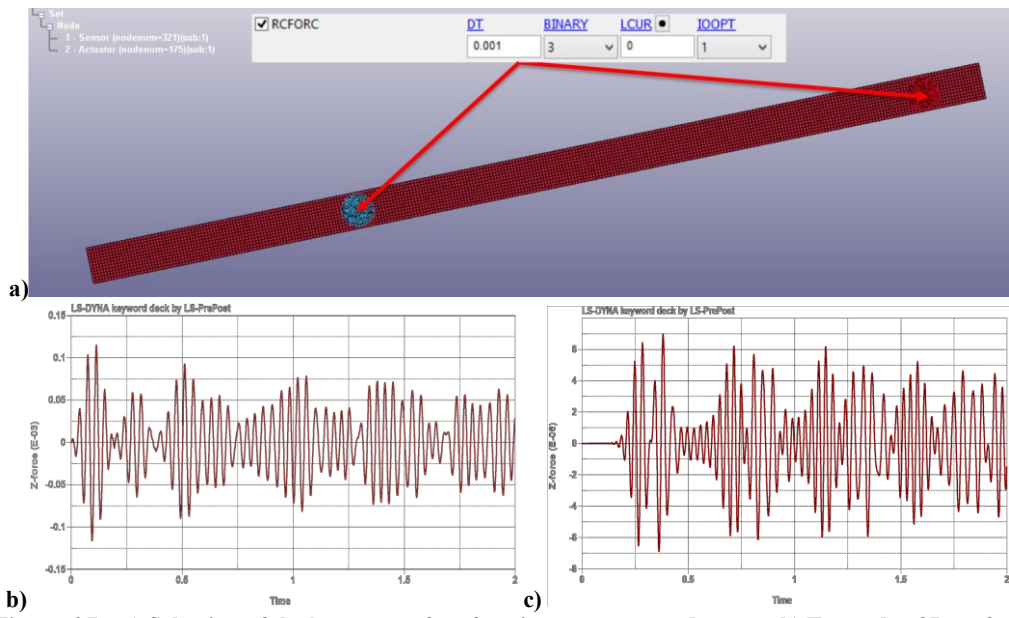 Set
Node
1 - Sensor (nodenum=321)(sub:1)
2 - Actuator (nodenum=175)(sub:1)
RCFORC
DT
BINARY
LCUR
IOOPT
0.001
3
0
1
a)
LS-DYNA keyword deck by LS-PrePost
Z-force (E-03)
0.15
0.1
0.05
0
-0.05
-0.1
-0.15
0
0.5
1
1.5
2
Time
b)
LS-DYNA keyword deck by LS-PrePost
Z-force (E-06)
6
4
2
0
-2
-4
-6
-8
0
0.5
1
1.5
2
Time
c)